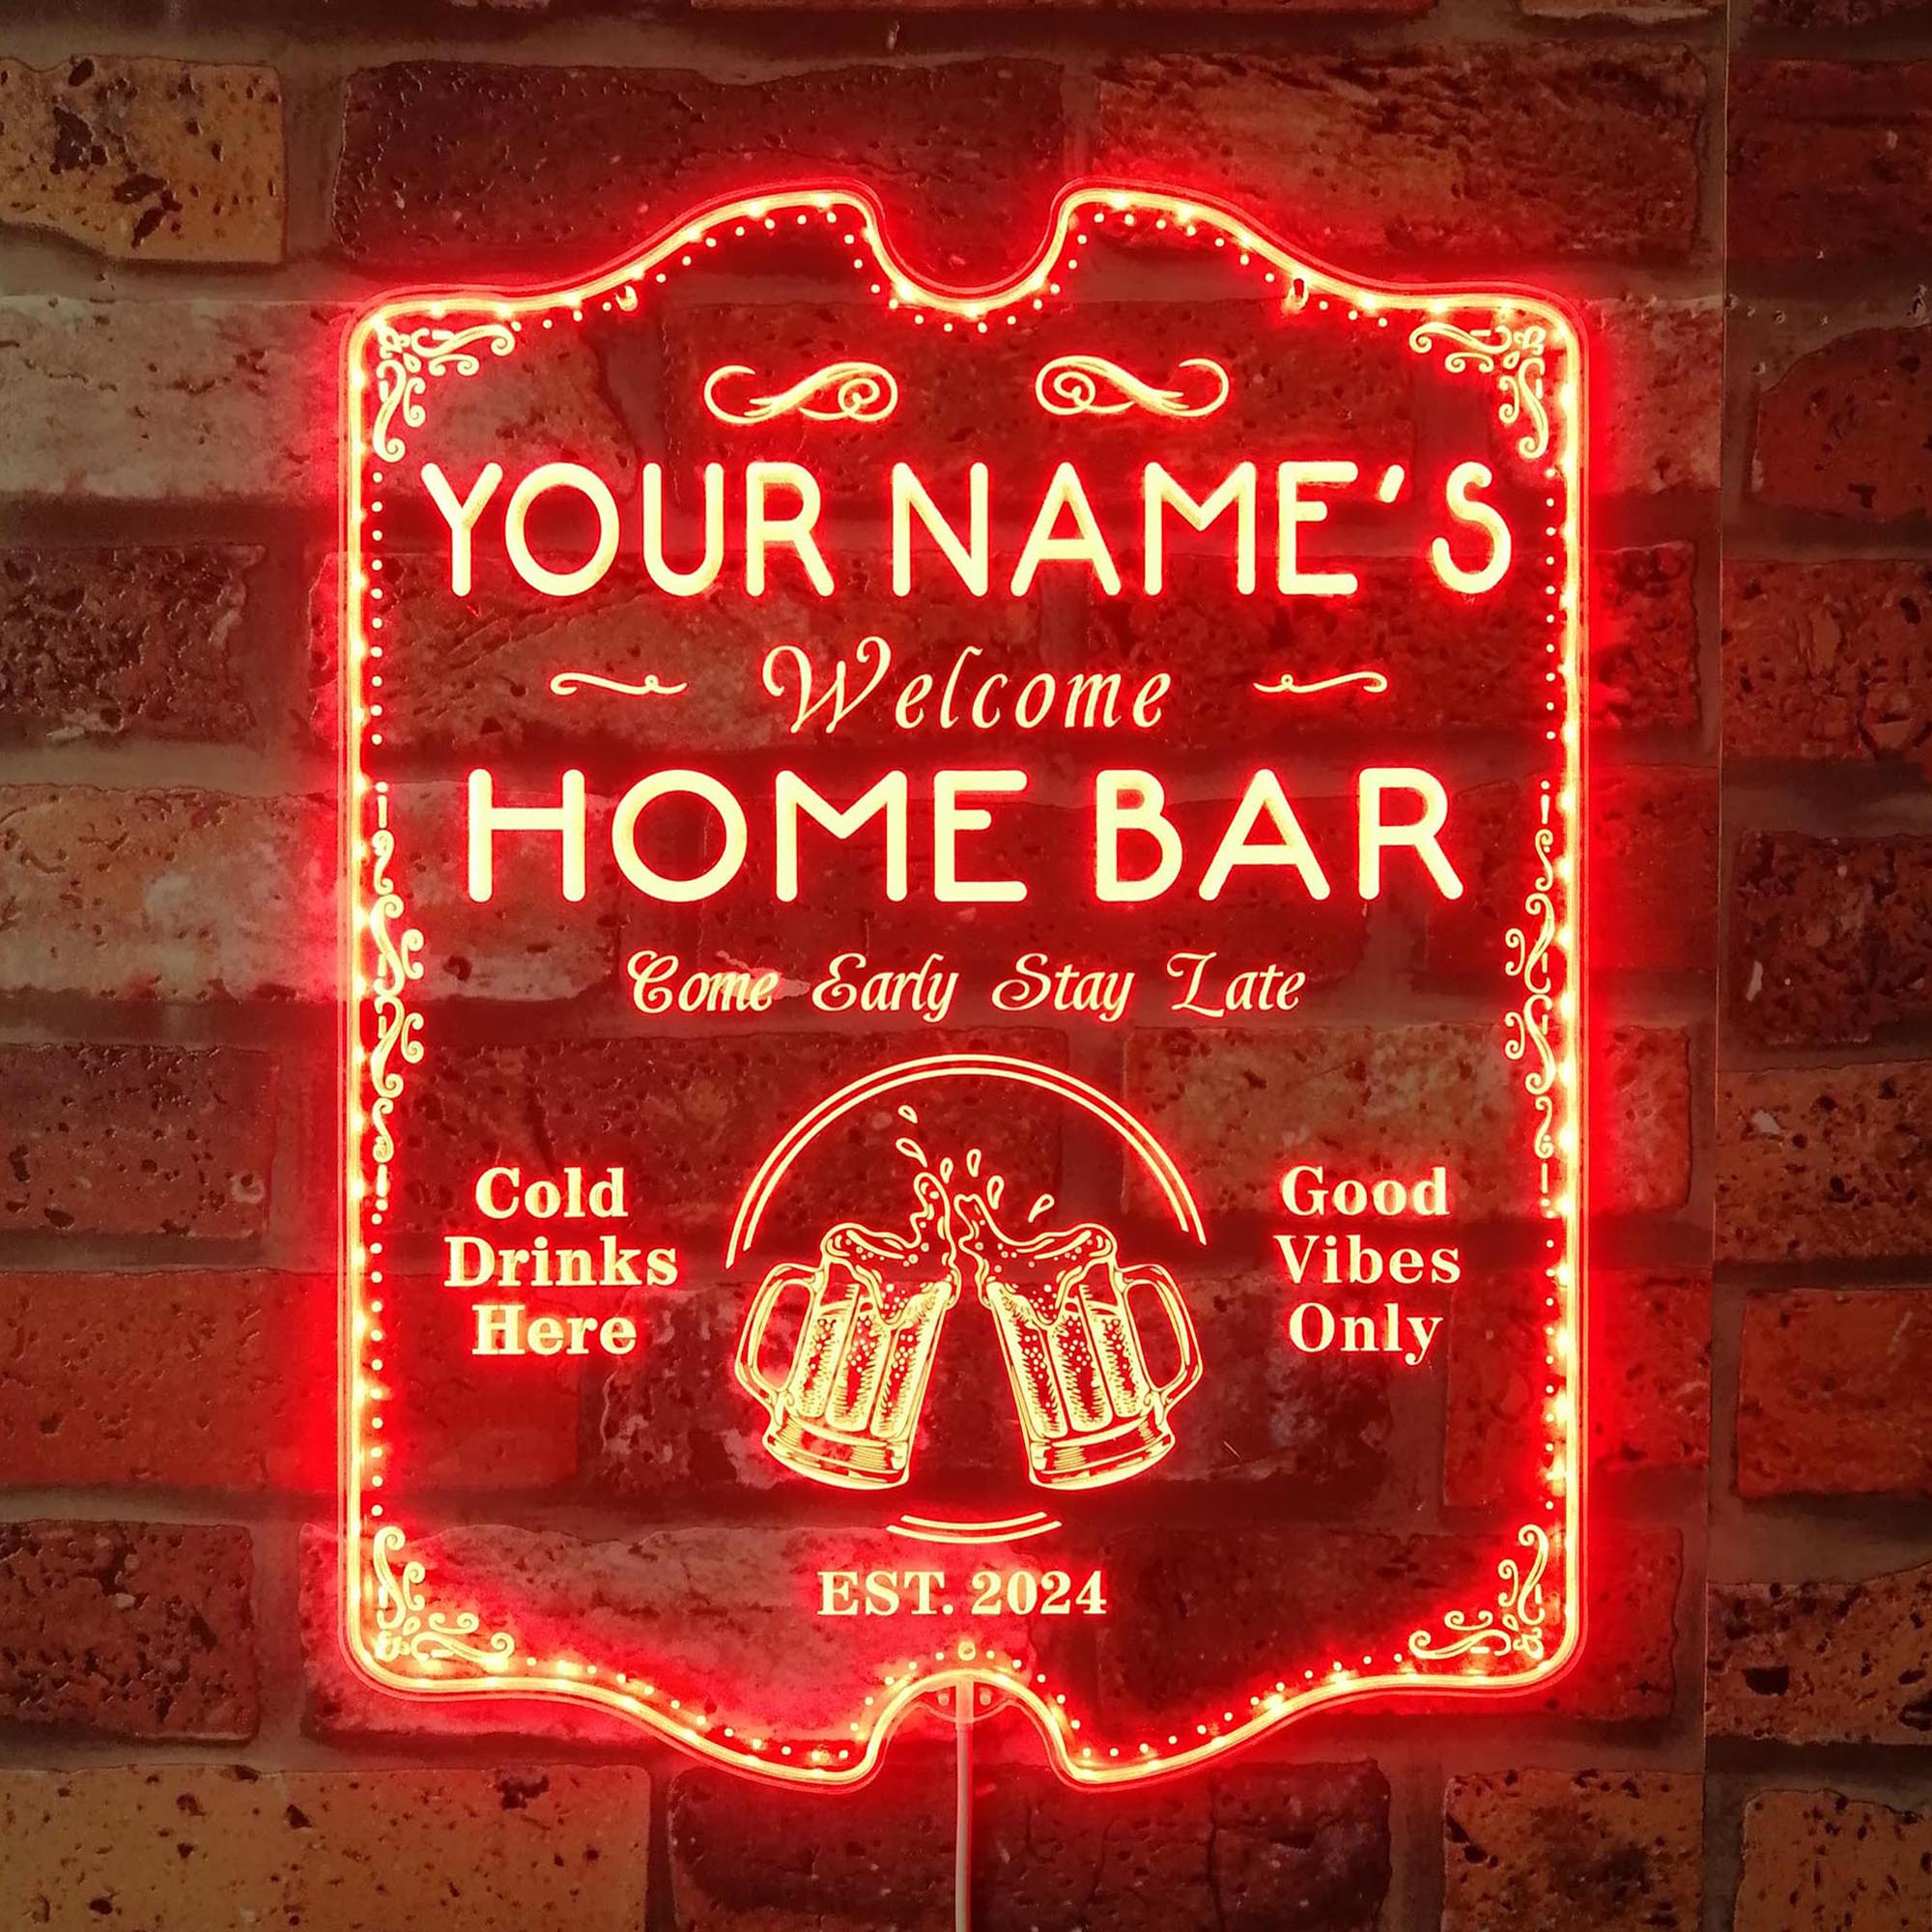 YOUR NAME'S
Welcome
HOME BAR
Come Early Stay Late
Cold
Drinks
Here
Good
Vibes
Only
EST. 2024